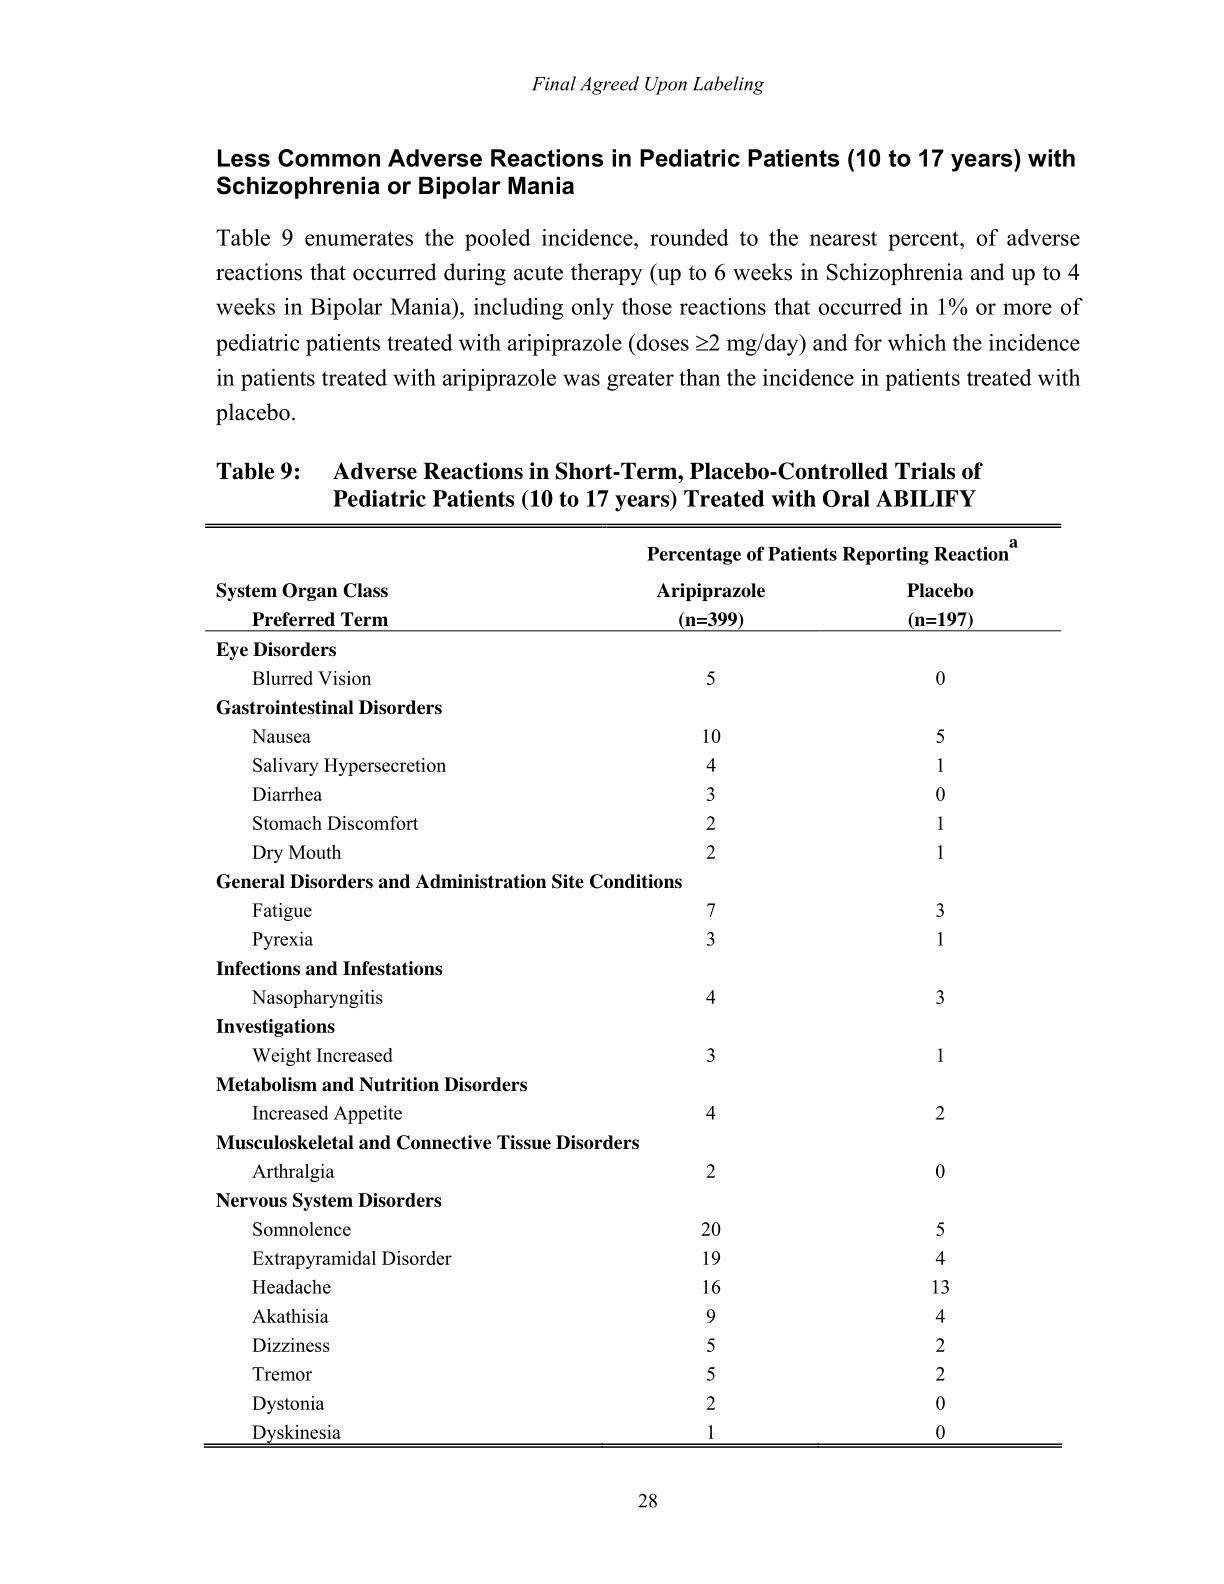 Final Agreed Upon Labeling
Less Common Adverse Reactions in Pediatric Patients (10 to 17 years) with
Schizophrenia or Bipolar Mania
Table 9 enumerates the pooled incidence, rounded to the nearest percent, of adverse
reactions that occurred during acute therapy (up to 6 weeks in Schizophrenia and up to 4
weeks in Bipolar Mania), including only those reactions that occurred in 1% or more of
pediatric patients treated with aripiprazole (doses ≥2 mg/day) and for which the incidence
in patients treated with aripiprazole was greater than the incidence in patients treated with
placebo.
Table 9: Adverse Reactions in Short-Term, Placebo-Controlled Trials of
Pediatric Patients (10 to 17 years) Treated with Oral ABILIFY
Percentage of Patients Reporting Reaction a
System Organ Class Aripiprazole Placebo
Preferred Term (n=399) (n=197)
Eye Disorders
Blurred Vision 5 0
Gastrointestinal Disorders
Nausea 10 5
Salivary Hypersecretion 4 1
Diarrhea 3 0
Stomach Discomfort 2 1
Dry Mouth 2 1
General Disorders and Administration Site Conditions
Fatigue 7 3
Pyrexia 3 1
Infections and Infestations
Nasopharyngitis 4 3
Investigations
Weight Increased 3 1
Metabolism and Nutrition Disorders
Increased Appetite 4 2
Musculoskeletal and Connective Tissue Disorders
Arthralgia 2 0
Nervous System Disorders
Somnolence 20 5
Extrapyramidal Disorder 19 4
Headache 16 13
Akathisia 9 4
Dizziness 5 2
Tremor 5 2
Dystonia 2 0
Dyskinesia 1 0
28